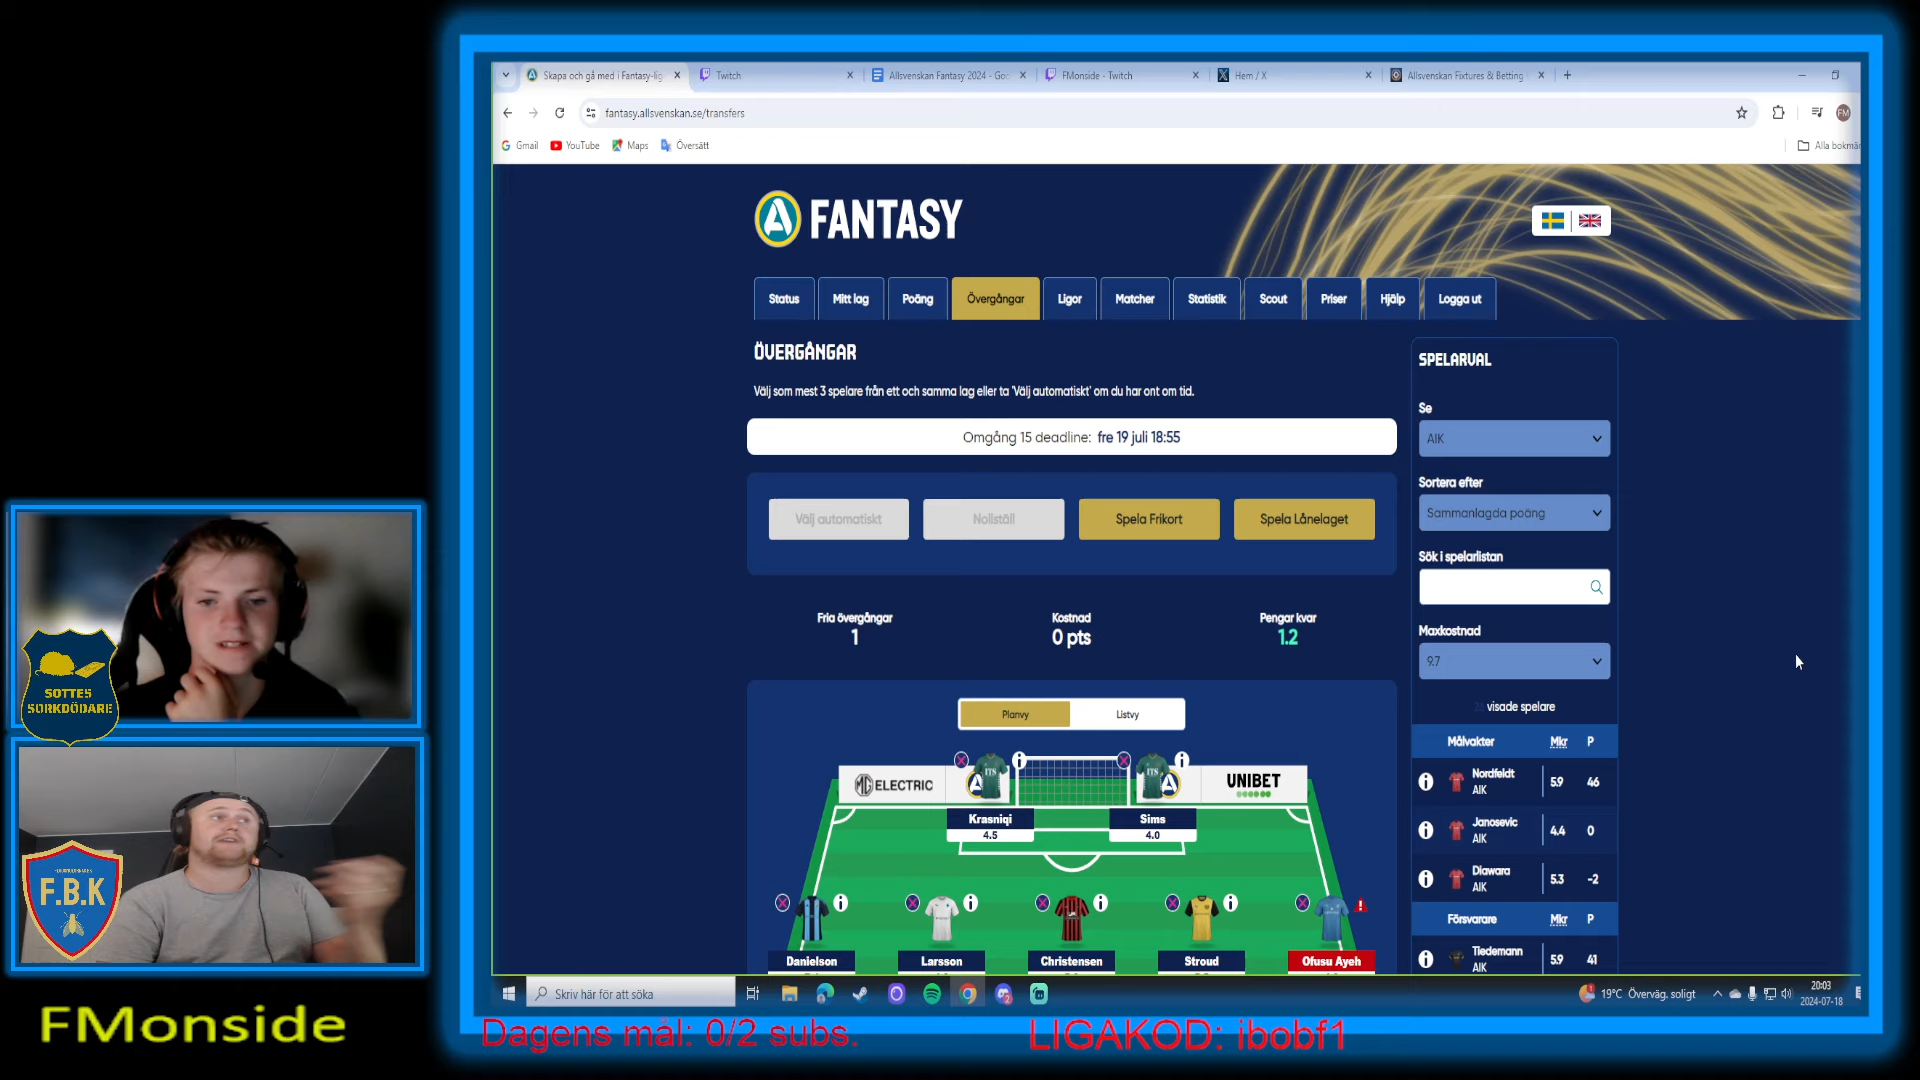 Skapa och gå med i Fantasy-lig
Twitch
Allsvenskan Fantasy 2024 - Goo
FMonside - Twitch
Hem / X
Allsvenskan Fixtures & Betting
fantasy.allsvenskan.se/transfers
FM
Gmail
YouTube
Maps
Översätt
Alla bokmär
FANTASY
Status
Mitt lag
Poäng
Övergångar
Ligor
Matcher
Statistik
Scout
Priser
Hjälp
Logga ut
ÖVERGÅNGAR
Välj som mest 3 spelare från ett och samma lag eller ta 'Välj automatiskt' om du har ont om tid.
Omgång 15 deadline: fre 19 juli 18:55
Välj automatiskt
Nollställ
Spela Frikort
Spela Lånelaget
Fria övergångar
1
Kostnad
0 pts
Pengar kvar
1.2
Planvy
Listvy
MG ELECTRIC
ITS
ITS
UNIBET
Krasniqi
4.5
Sims
4.0
Danielson
Larsson
Christensen
Stroud
Ofusu Ayeh
SPELARVAL
Se
AIK
Sortera efter
Sammanlagda poäng
Sök i spelarlistan
Maxkostnad
9.7
visade spelare
Målvakter Mkr P
Nordfeldt
AIK
5.9 46
Janosevic
AIK
4.4 0
Diawara
AIK
5.3 -2
Försvarare Mkr P
Tiedemann
AIK
5.9 41
Skriv här för att söka
19°C Överväg. soligt
20:03
2024-07-18
SOTTES
SORKDÖDARE
F.B.K
FMonside
Dagens mål: 0/2 subs.
LIGAKOD: ibobf1